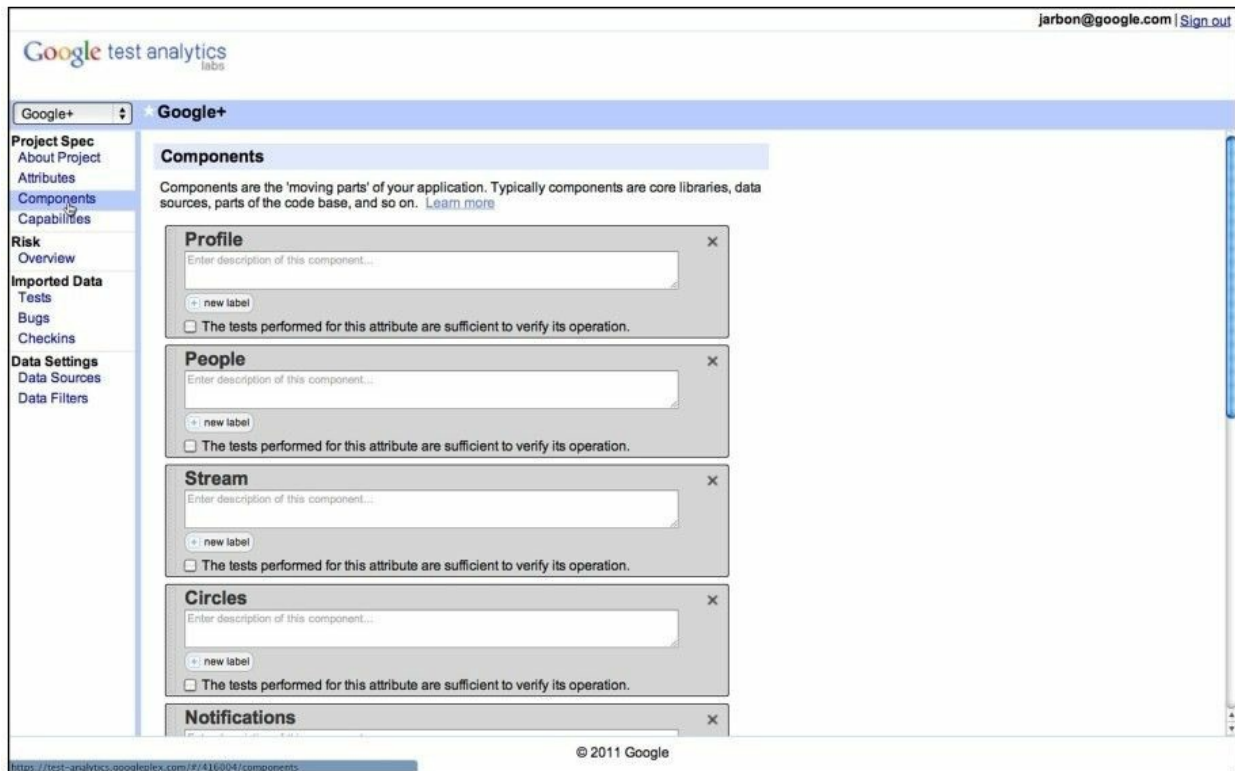 jarbon@google.com | Sign out
Google test analytics
labs
Google+
Google+
Project Spec
About Project
Attributes
Components
Capabilities
Risk
Overview
Imported Data
Tests
Bugs
Checkins
Data Settings
Data Sources
Data Filters
Components
Components are the 'moving parts' of your application. Typically components are core libraries, data
sources, parts of the code base, and so on. Learn more
Profile
Enter description of this component...
+ new label
The tests performed for this attribute are sufficient to verify its operation.
People
Enter description of this component...
+ new label
The tests performed for this attribute are sufficient to verify its operation.
Stream
Enter description of this component...
+ new label
The tests performed for this attribute are sufficient to verify its operation.
Circles
Enter description of this component...
+ new label
The tests performed for this attribute are sufficient to verify its operation.
Notifications
© 2011 Google
https://test-analytics.googleplex.com/#/416004/components